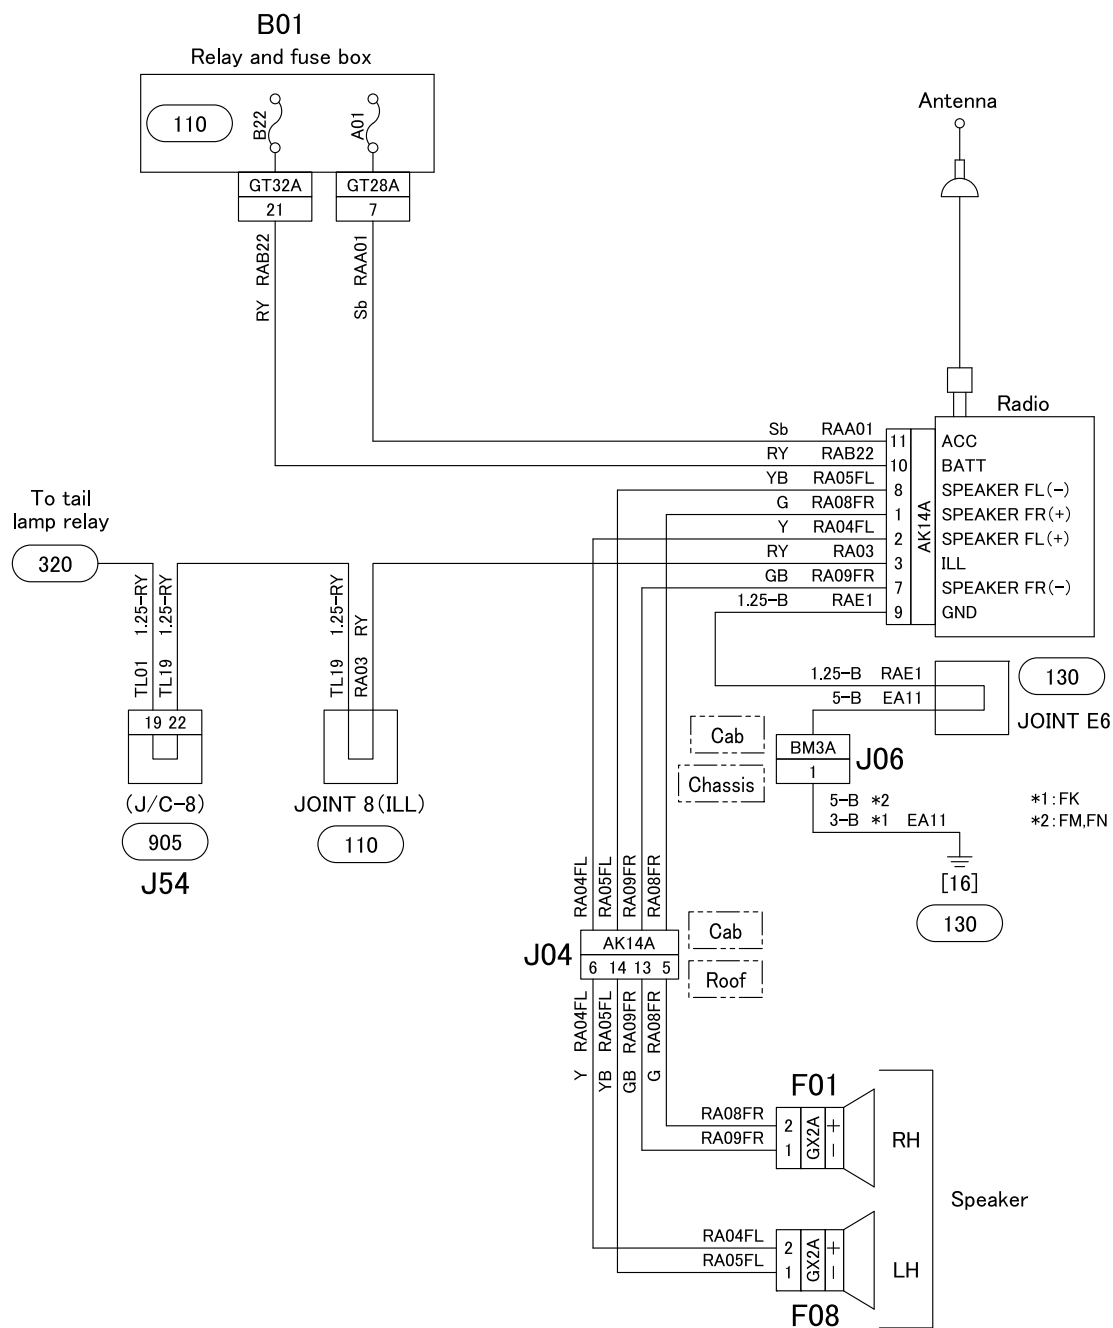 B01
Relay and fuse box
110
B22
A01
GT32A
21
GT28A
7
RY RAB22
Sb RAA01
Antenna
Radio
Sb RAA01
RY RAB22
YB RA05FL
G RA08FR
Y RA04FL
RY RA03
GB RA09FR
1.25-B RAE1
11
10
8
1
2
3
7
9
AK14A
ACC
BATT
SPEAKER FL(-)
SPEAKER FR(+)
SPEAKER FL(+)
ILL
SPEAKER FR(-)
GND
To tail
lamp relay
320
TL01 1.25-RY
TL19 1.25-RY
TL19 1.25-RY
RA03 RY
19 22
(J/C-8)
905
J54
JOINT 8(ILL)
110
1.25-B RAE1
5-B EA11
130
JOINT E6
Cab
Chassis
BM3A
1
J06
5-B *2
3-B *1 EA11
*1:FK
*2:FM,FN
[16]
130
RA04FL
RA05FL
RA09FR
RA08FR
J04
AK14A
6 14 13 5
Cab
Roof
Y RA04FL
YB RA05FL
GB RA09FR
G RA08FR
F01
RA08FR
RA09FR
2
1
GX2A
+
-
RH
Speaker
RA04FL
RA05FL
2
1
GX2A
+
-
LH
F08